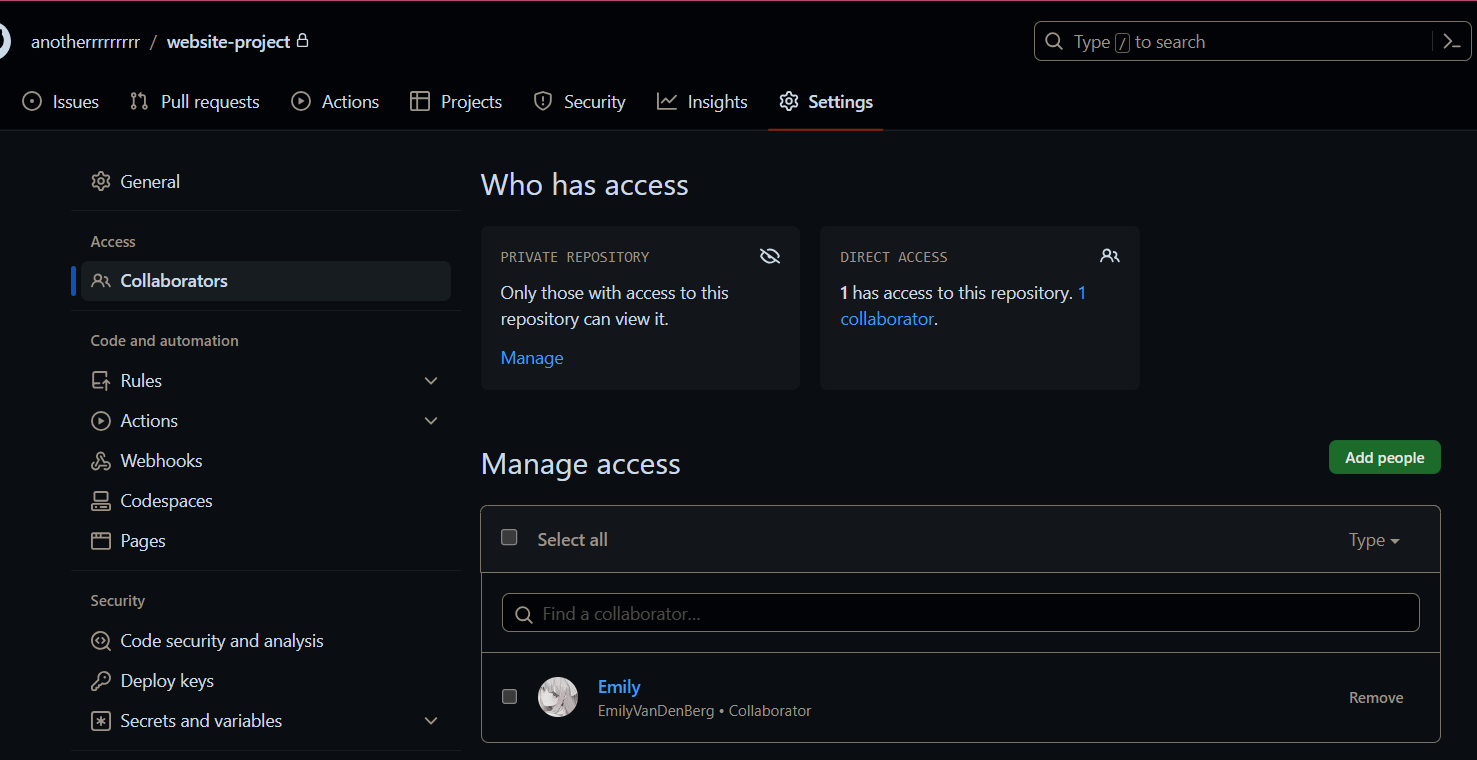 anotherrrrrrrrr / website-project
Type / to search
Issues
Pull requests
Actions
Projects
Security
Insights
Settings
General
Access
Collaborators
Code and automation
Rules
Actions
Webhooks
Codespaces
Pages
Security
Code security and analysis
Deploy keys
Secrets and variables
Who has access
PRIVATE REPOSITORY
Only those with access to this
repository can view it.
Manage
DIRECT ACCESS
1 has access to this repository. 1
collaborator.
Manage access
Add people
Select all
Type
Find a collaborator...
Emily
EmilyVanDenBerg • Collaborator
Remove